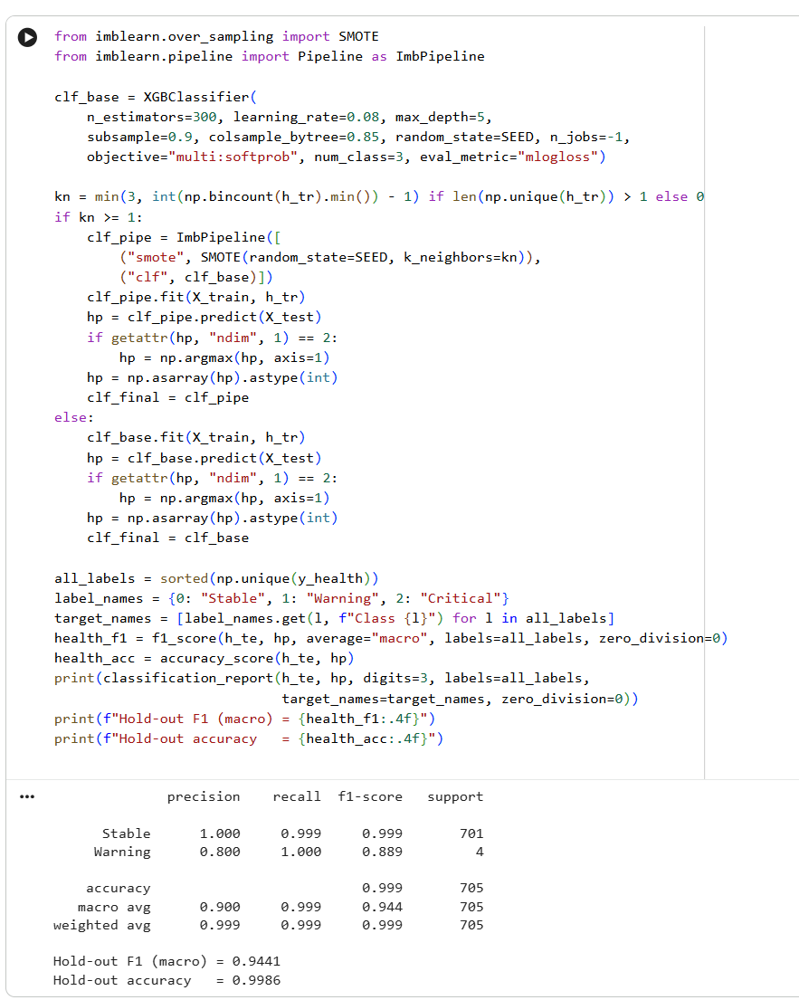 from imblearn.over_sampling import SMOTE
from imblearn.pipeline import Pipeline as ImbPipeline

clf_base = XGBClassifier(
    n_estimators=300, learning_rate=0.08, max_depth=5,
    subsample=0.9, colsample_bytree=0.85, random_state=SEED, n_jobs=-1,
    objective="multi:softprob", num_class=3, eval_metric="mlogloss")

kn = min(3, int(np.bincount(h_tr).min()) - 1) if len(np.unique(h_tr)) > 1 else 0
if kn >= 1:
    clf_pipe = ImbPipeline([
        ("smote", SMOTE(random_state=SEED, k_neighbors=kn)),
        ("clf", clf_base)])
    clf_pipe.fit(X_train, h_tr)
    hp = clf_pipe.predict(X_test)
    if getattr(hp, "ndim", 1) == 2:
        hp = np.argmax(hp, axis=1)
    hp = np.asarray(hp).astype(int)
    clf_final = clf_pipe
else:
    clf_base.fit(X_train, h_tr)
    hp = clf_base.predict(X_test)
    if getattr(hp, "ndim", 1) == 2:
        hp = np.argmax(hp, axis=1)
    hp = np.asarray(hp).astype(int)
    clf_final = clf_base

all_labels = sorted(np.unique(y_health))
label_names = {0: "Stable", 1: "Warning", 2: "Critical"}
target_names = [label_names.get(l, f"Class {l}") for l in all_labels]
health_f1 = f1_score(h_te, hp, average="macro", labels=all_labels, zero_division=0)
health_acc = accuracy_score(h_te, hp)
print(classification_report(h_te, hp, digits=3, labels=all_labels,
                            target_names=target_names, zero_division=0))
print(f"Hold-out F1 (macro) = {health_f1:.4f}")
print(f"Hold-out accuracy   = {health_acc:.4f}")

              precision    recall  f1-score   support

      Stable      1.000     0.999     0.999       701
     Warning      0.800     1.000     0.889         4

    accuracy                          0.999       705
   macro avg      0.900     0.999     0.944       705
weighted avg      0.999     0.999     0.999       705

Hold-out F1 (macro) = 0.9441
Hold-out accuracy   = 0.9986